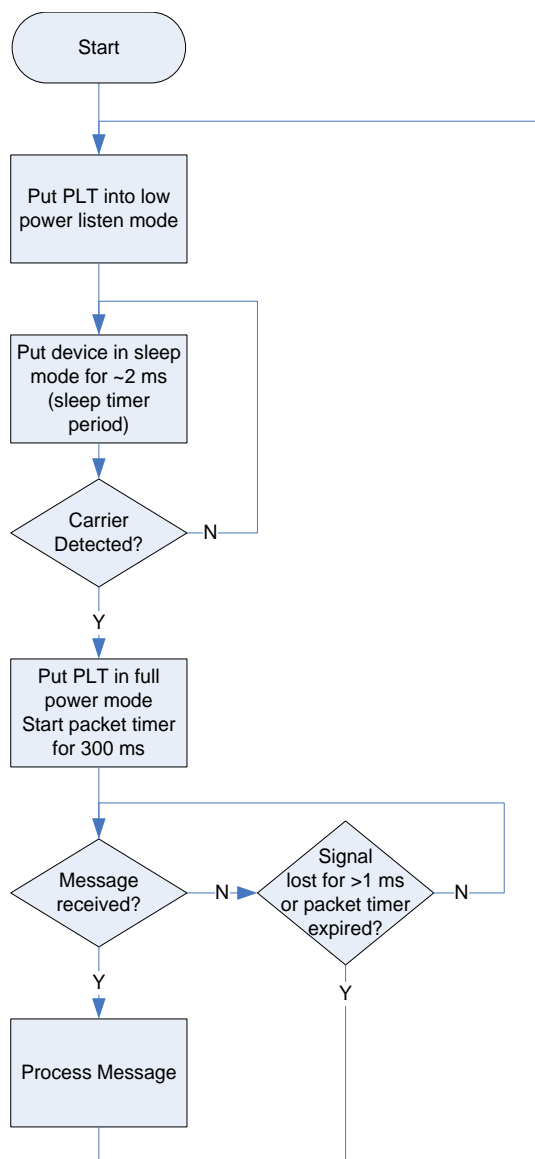 Start
Put PLT into low
power listen mode
Put device in sleep
mode for ~2 ms
(sleep timer
period)
Carrier
Detected?
N
Y
Put PLT in full
power mode
Start packet timer
for 300 ms
Message
received?
N
Signal
lost for >1 ms
or packet timer
expired?
N
Y
Y
Process Message